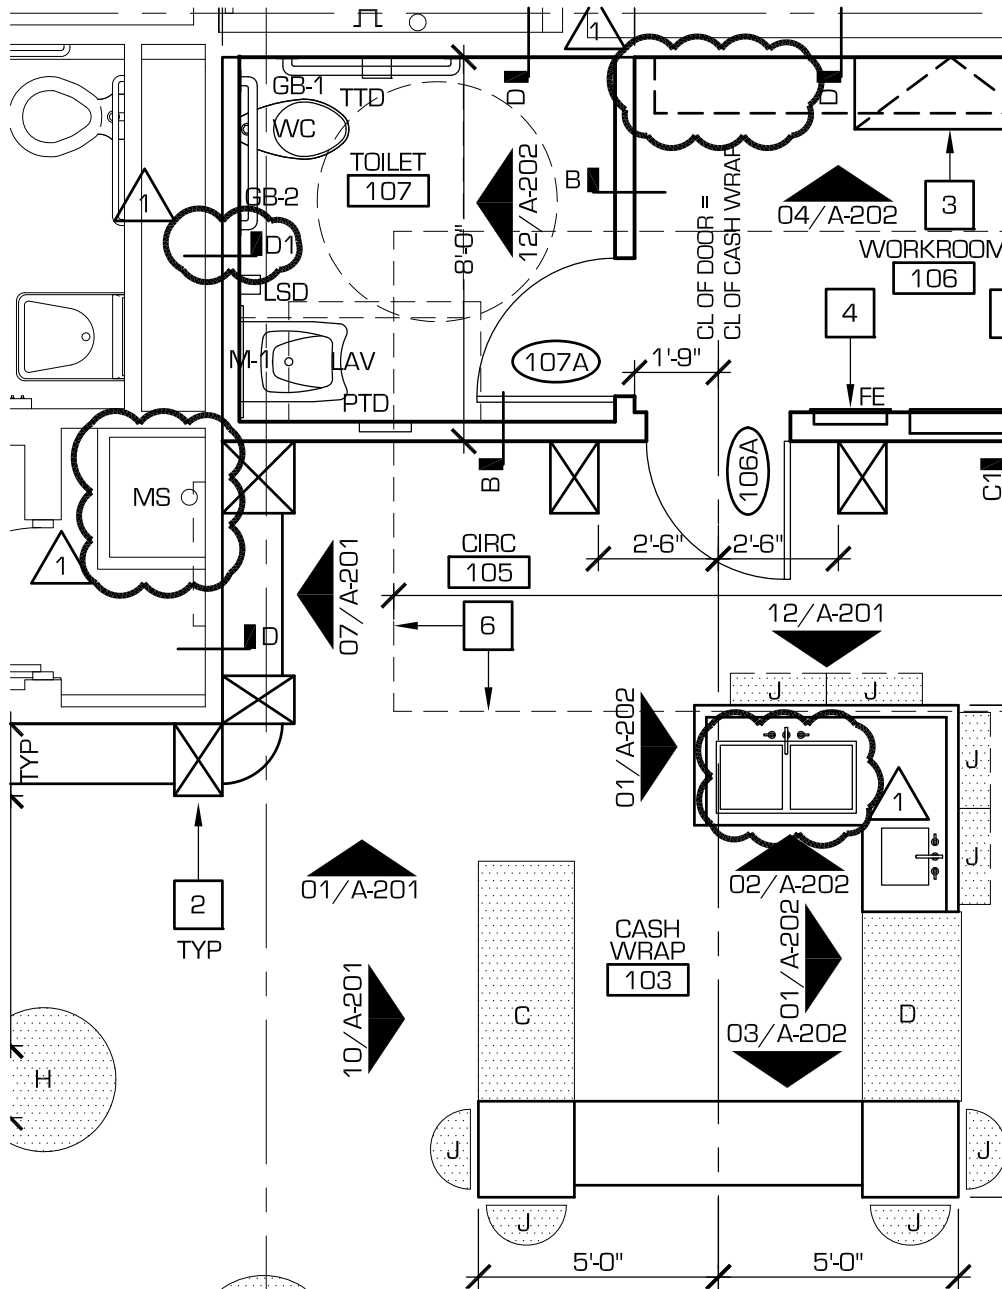 1
GB-1
TTD
WC
TOILET
107
GB-2
D1
LSD
M-1
LAV
PTD
8'-0"
12/A-202
D
B
107A
1
CL OF DOOR =
CL OF CASH WRAP
D
04/A-202
3
WORKROOM
106
4
FE
1'-9"
106A
C1
1
MS
1
B
CIRC
105
2'-6"
2'-6"
07/A-201
D
6
12/A-201
J
J
01/A-202
TYP
J
J
1
2
TYP
01/A-201
02/A-202
01/A-202
CASH
WRAP
103
10/A-201
C
D
03/A-202
H
J
J
J
J
5'-0"
5'-0"